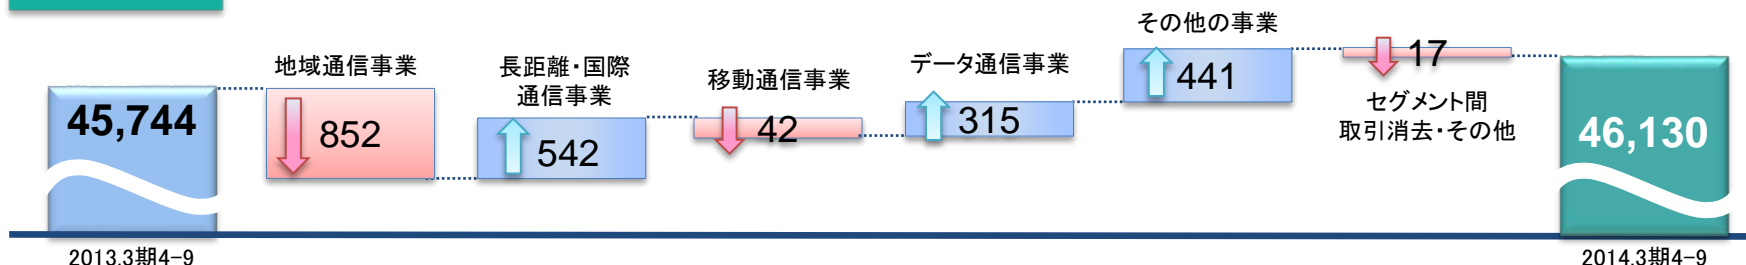 その他の事業
地域通信事業
長距離・国際
通信事業
移動通信事業
データ通信事業
17
441
45,744
852
542
42
315
セグメント間
取引消去・その他
46,130
2013.3期4-9
2014.3期4-9